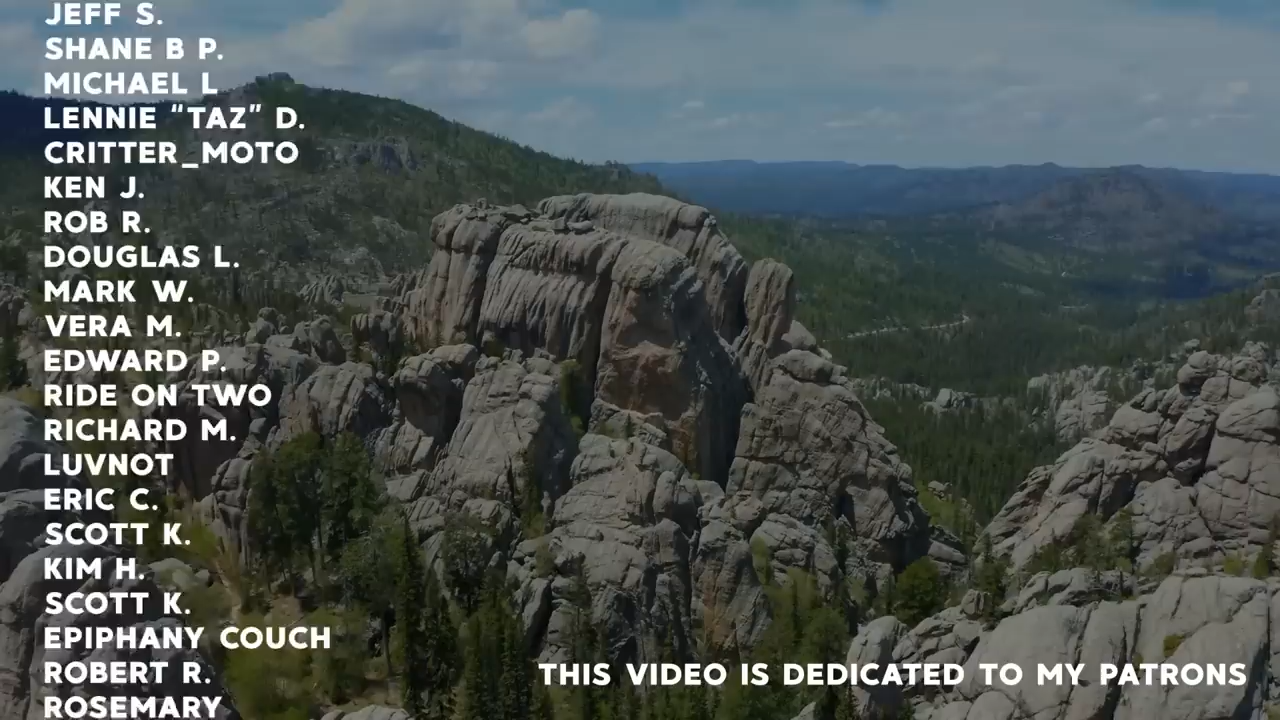 JEFF S.
SHANE B P.
MICHAEL L
LENNIE "TAZ" D.
CRITTER_MOTO
KEN J.
ROB R.
DOUGLAS L.
MARK W.
VERA M.
EDWARD P.
RIDE ON TWO
RICHARD M.
LUVNOT
ERIC C.
SCOTT K.
KIM H.
SCOTT K.
EPIPHANY COUCH
ROBERT R.
ROSEMARY
THIS VIDEO IS DEDICATED TO MY PATRONS